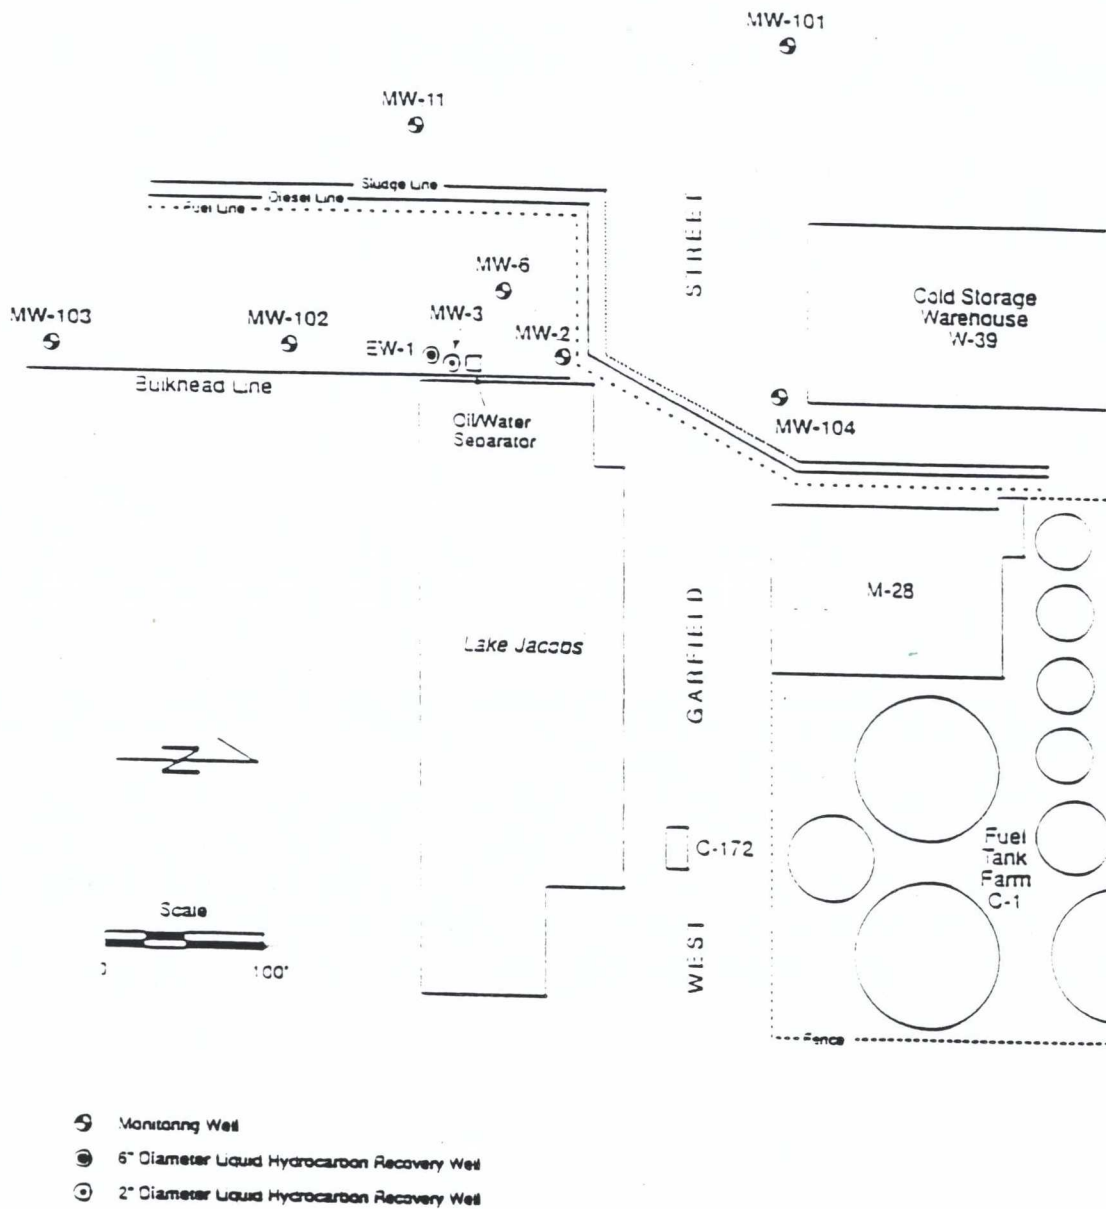 MW-101
MW-11
Sludge Line
Diesel Line
Fuel Line
STREET
MW-6
Cold Storage
Warehouse
W-39
MW-103
MW-102
MW-3
MW-2
EW-1
Bulkhead Line
Oil/Water
Separator
MW-104
M-28
Lake Jacobs
GARFIELD
N
C-172
Fuel
Tank
Farm
C-1
Scale
0
100'
WEST
Fence
Monitoring Well
6" Diameter Liquid Hydrocarbon Recovery Well
2" Diameter Liquid Hydrocarbon Recovery Well